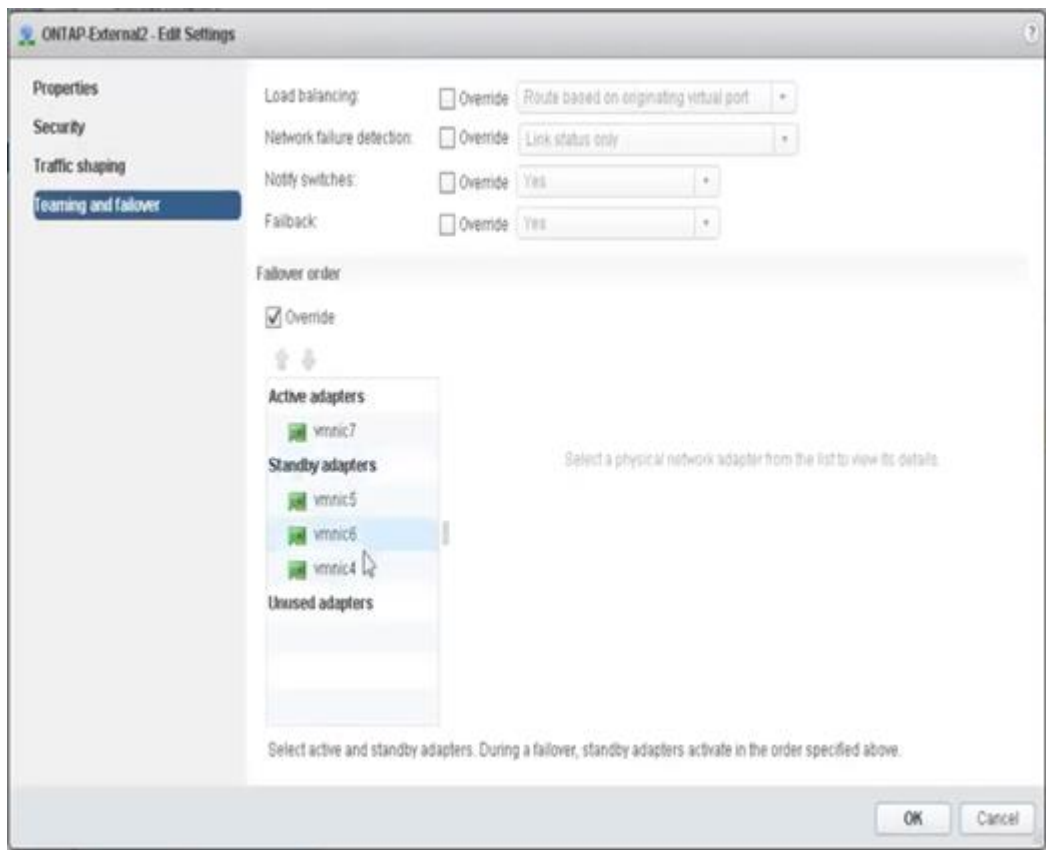 ONTAP-External2 - Edit Settings
?
Properties
Security
Traffic shaping
Teaming and failover
Load balancing: Override Route based on originating virtual port
Network failure detection: Override Link status only
Notify switches: Override Yes
Failback: Override Yes
Failover order
Override
Active adapters
vmnic7
Standby adapters
vmnic5
vmnic6
vmnic4
Unused adapters
Select a physical network adapter from the list to view its details.
Select active and standby adapters. During a failover, standby adapters activate in the order specified above.
OK Cancel